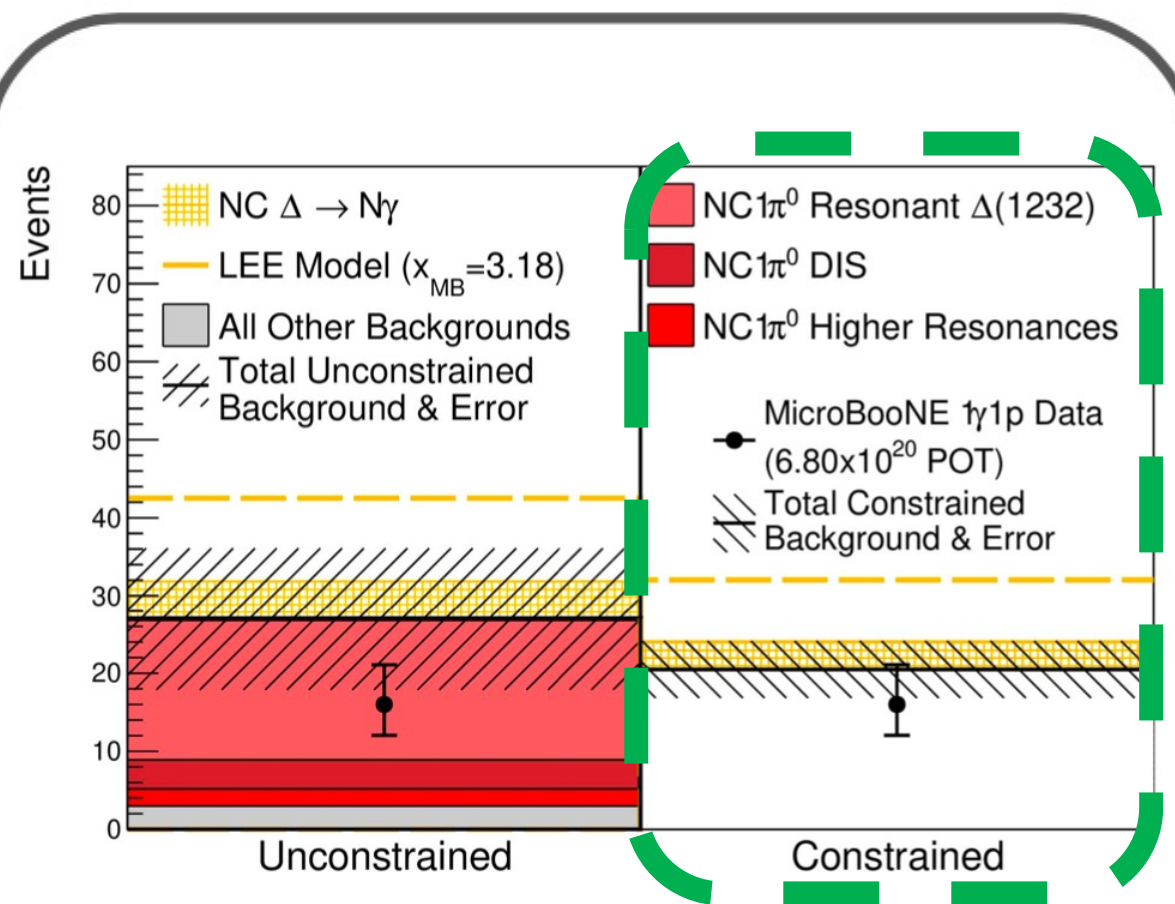 Events
80
70
60
50
40
30
20
10
0
NC Δ → Nγ
LEE Model (x_MB=3.18)
All Other Backgrounds
Total Unconstrained
Background & Error
NC1π⁰ Resonant Δ(1232)
NC1π⁰ DIS
NC1π⁰ Higher Resonances
MicroBooNE 1γ1p Data
(6.80x10²⁰ POT)
Total Constrained
Background & Error
Unconstrained
Constrained